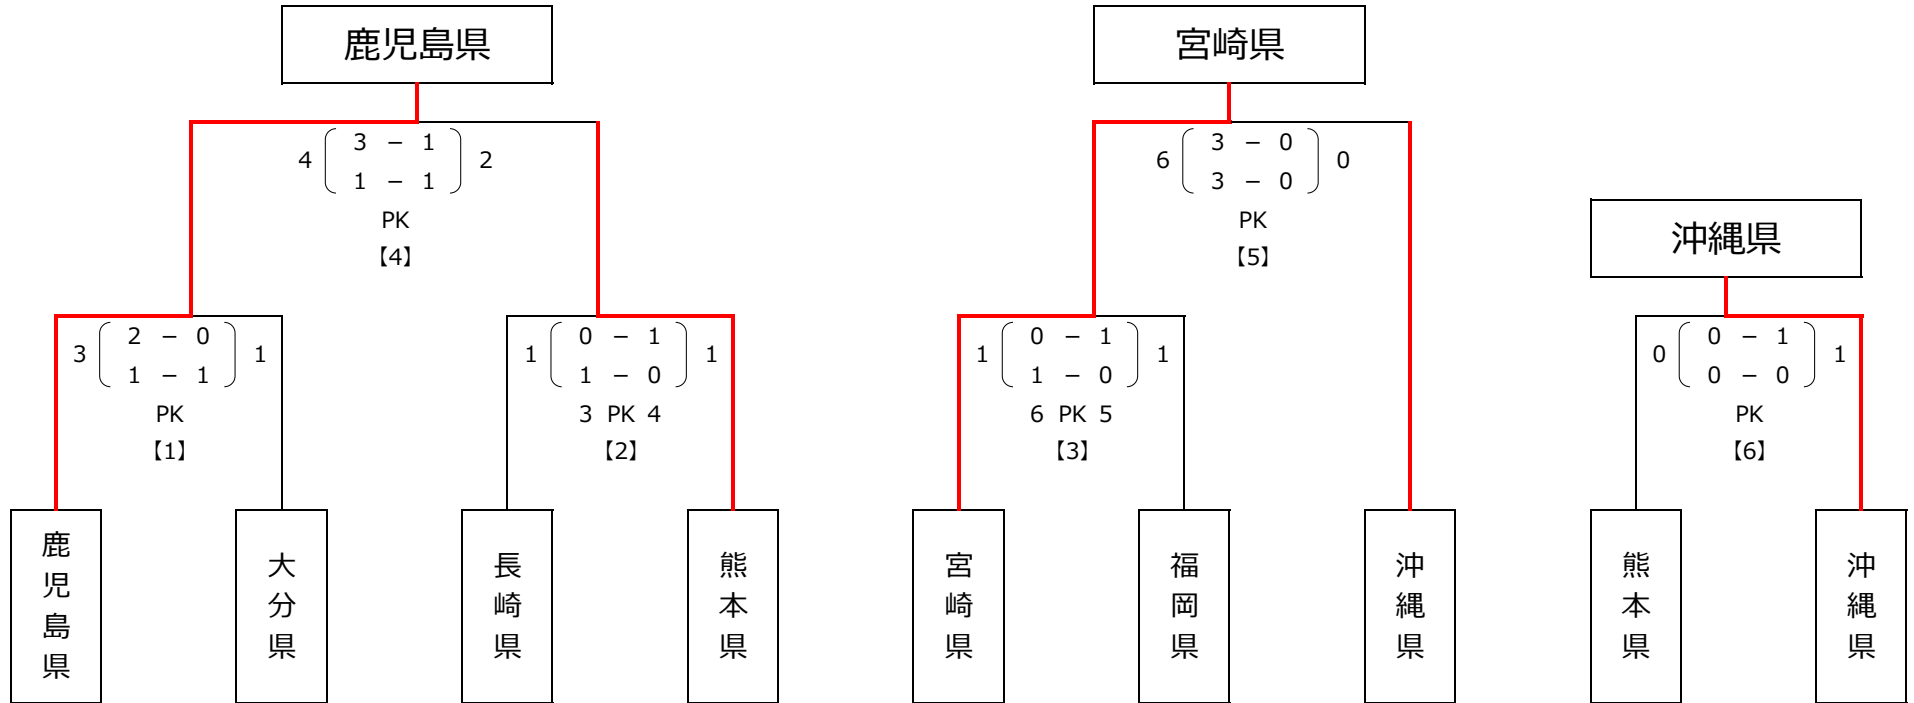 鹿児島県
宮崎県
4 3 － 1 2
1 － 1
PK
【4】
6 3 － 0 0
3 － 0
PK
【5】
沖縄県
3 2 － 0 1
1 － 1
PK
【1】
1 0 － 1 1
1 － 0
3 PK 4
【2】
1 0 － 1 1
1 － 0
6 PK 5
【3】
0 0 － 1 1
0 － 0
PK
【6】
鹿児島県
大分県
長崎県
熊本県
宮崎県
福岡県
沖縄県
熊本県
沖縄県